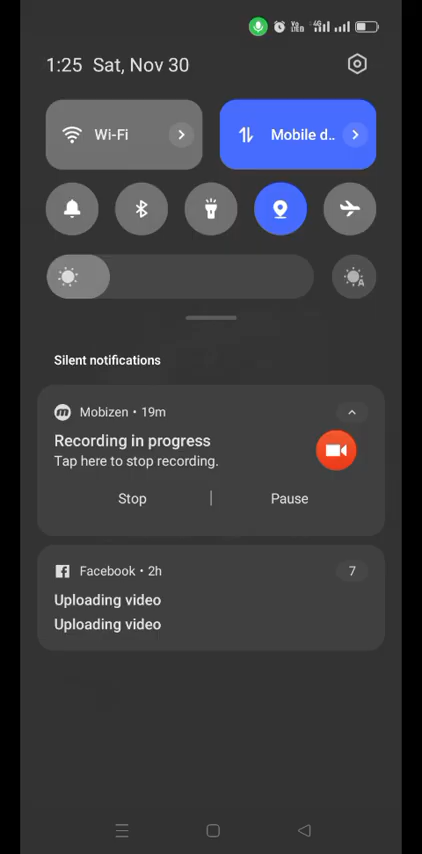 4G
1:25 Sat, Nov 30
Wi-Fi
Mobile d..
A
Silent notifications
Mobizen • 19m
Recording in progress
Tap here to stop recording.
Stop | Pause
Facebook • 2h 7
Uploading video
Uploading video